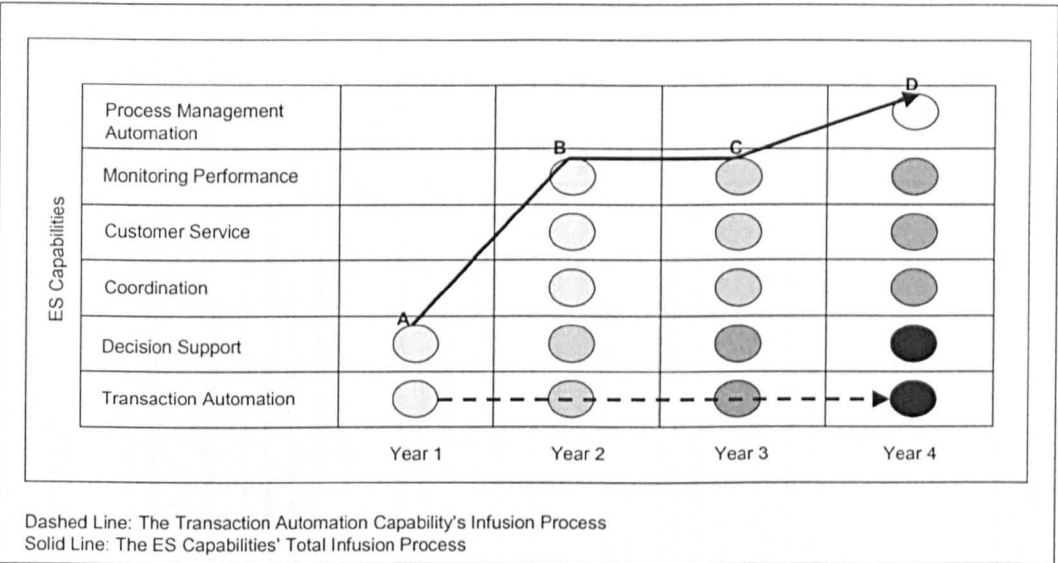 D
Process Management
Automation
B
C
Monitoring Performance
Customer Service
ES Capabilities
Coordination
A
Decision Support
Transaction Automation
Year 1
Year 2
Year 3
Year 4
Dashed Line: The Transaction Automation Capability's Infusion Process
Solid Line: The ES Capabilities' Total Infusion Process